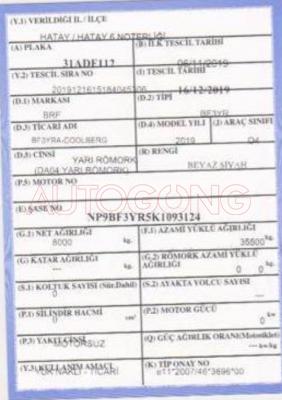 (Y.1) VERİLDİĞİ İL / İLÇE
HATAY / HATAY 6 NOTERLİĞİ
(A) PLAKA (B) İLK TESCİL TARİHİ
31ADF112 06/11/2019
(Y.2) TESCİL SIRA NO (I) TESCİL TARİHİ
16/12/2019
(D.1) MARKASI (D.2) TİPİ
BRF BF3YR
(D.3) TİCARİ ADI (D.4) MODEL YILI (J) ARAÇ SINIFI
BF3YRA-COOLBERG 2019 O4
(D.5) CİNSİ (R) RENGİ
YARI RÖMORK
(DA04 YARI RÖMORK) BEYAZ SİYAH
(P.5) MOTOR NO
AUTOGONG
(E) ŞASE NO
NP9BF3YR5K1093124
(G.1) NET AĞIRLIĞI (F.1) AZAMİ YÜKLÜ AĞIRLIĞI
8000 kg. 35500 kg.
(G) KATAR AĞIRLIĞI (G.2) RÖMORK AZAMİ YÜKLÜ AĞIRLIĞI
--- kg. 0 0 kg.
(S.1) KOLTUK SAYISI (Sür.Dahil) (S.2) AYAKTA YOLCU SAYISI
0 ---
(P.1) SİLİNDİR HACMİ (P.2) MOTOR GÜCÜ
0 cm³ 0 kw
(P.3) YAKIT CİNSİ (Q) GÜÇ AĞIRLIK ORANI(Motosiklet)
MOTORSUZ --- kw/kg
(Y.3) KULLANIM AMACI (K) TİP ONAY NO
YÜK NAKLİ - TİCARİ e11*2007/46*3696*00